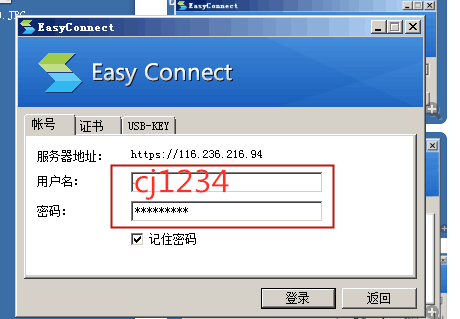 .JPG
EasyConnect
EasyConnect
Easy Connect
帐号 证书 USB-KEY
服务器地址: https://116.236.216.94
用户名: cj1234
密码: *********
记住密码
登录 返回